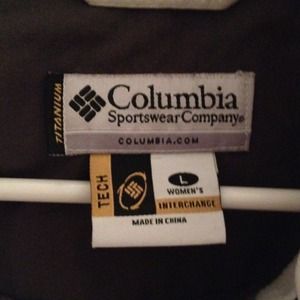 TITANIUM
Columbia
Sportswear Company®
COLUMBIA.COM
TECH
L
WOMEN'S
INTERCHANGE
MADE IN CHINA